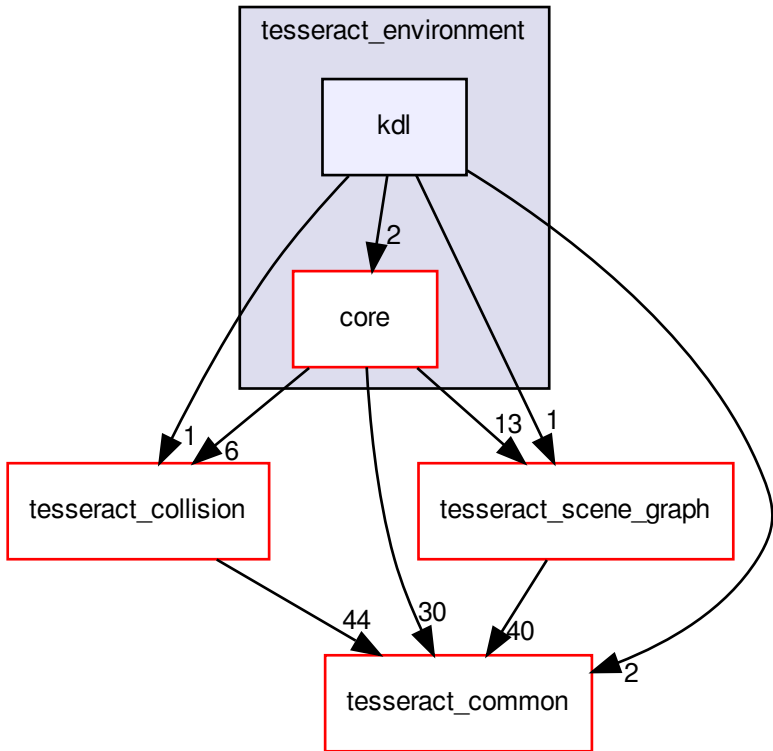 tesseract_environment
kdl
2
core
1
6
13
1
tesseract_collision
tesseract_scene_graph
44
30
40
2
tesseract_common